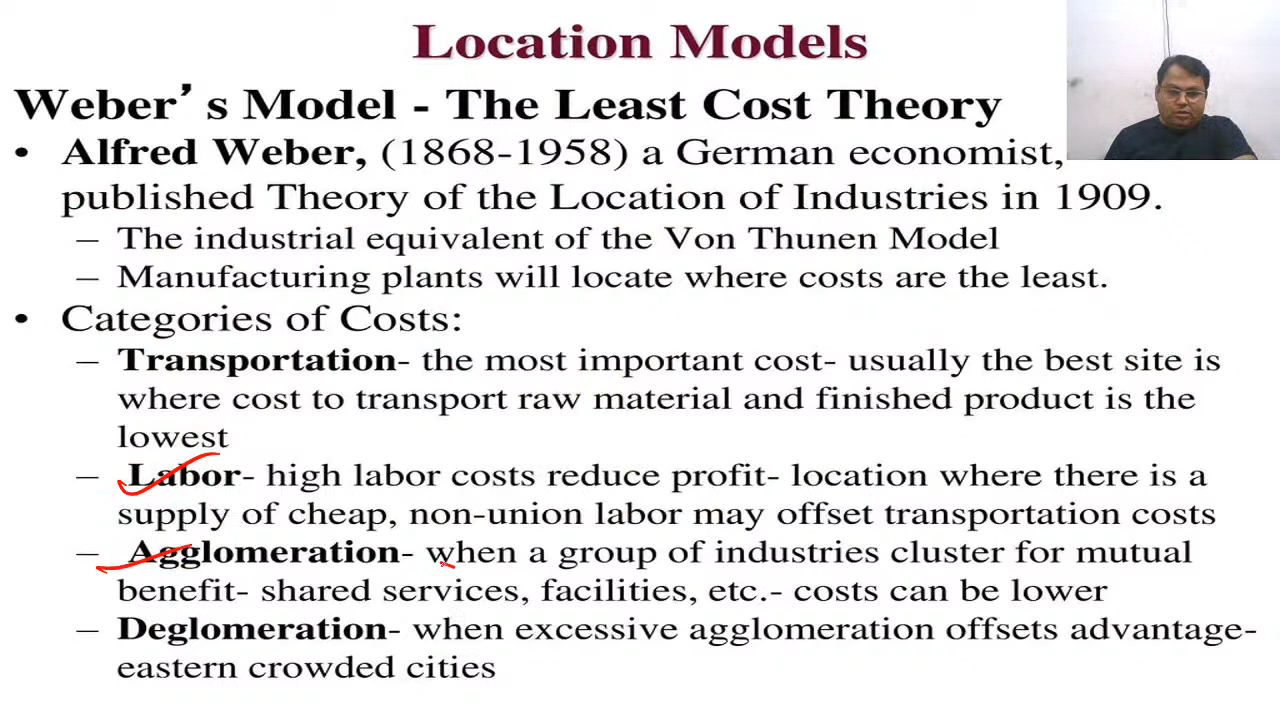 Location Models
Weber's Model - The Least Cost Theory
• Alfred Weber, (1868-1958) a German economist,
published Theory of the Location of Industries in 1909.
– The industrial equivalent of the Von Thunen Model
– Manufacturing plants will locate where costs are the least.
• Categories of Costs:
– Transportation- the most important cost- usually the best site is
where cost to transport raw material and finished product is the
lowest
– Labor- high labor costs reduce profit- location where there is a
supply of cheap, non-union labor may offset transportation costs
– Agglomeration- when a group of industries cluster for mutual
benefit- shared services, facilities, etc.- costs can be lower
– Deglomeration- when excessive agglomeration offsets advantage-
eastern crowded cities